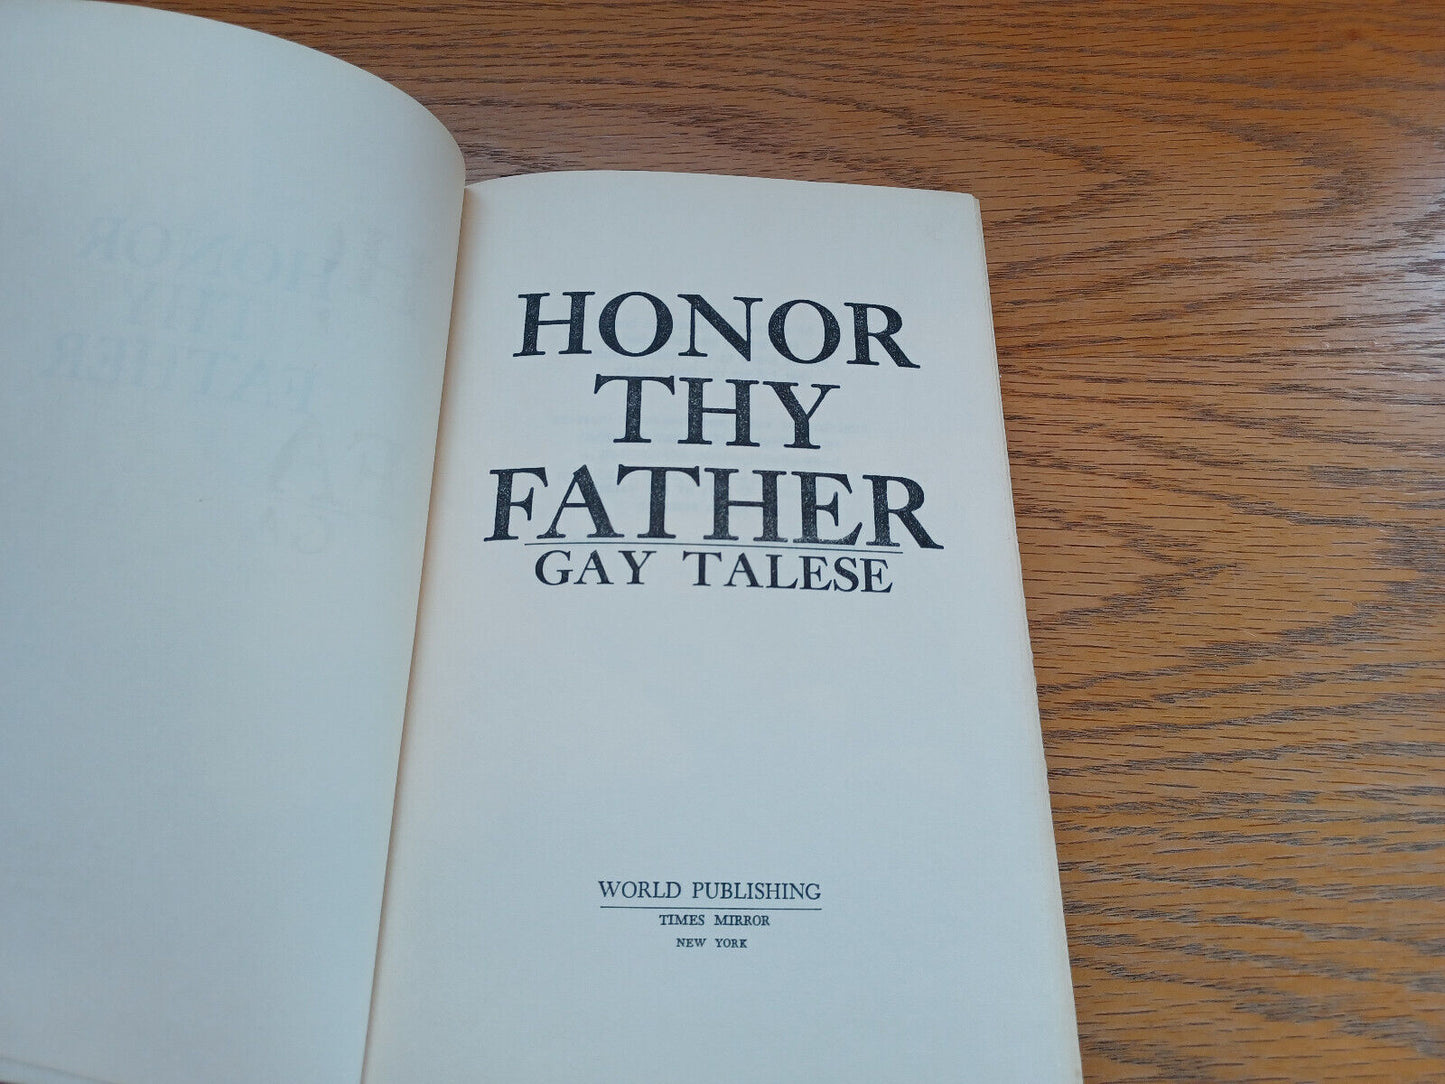 HONOR
THY
FATHER
GAY TALESE
WORLD PUBLISHING
TIMES MIRROR
NEW YORK